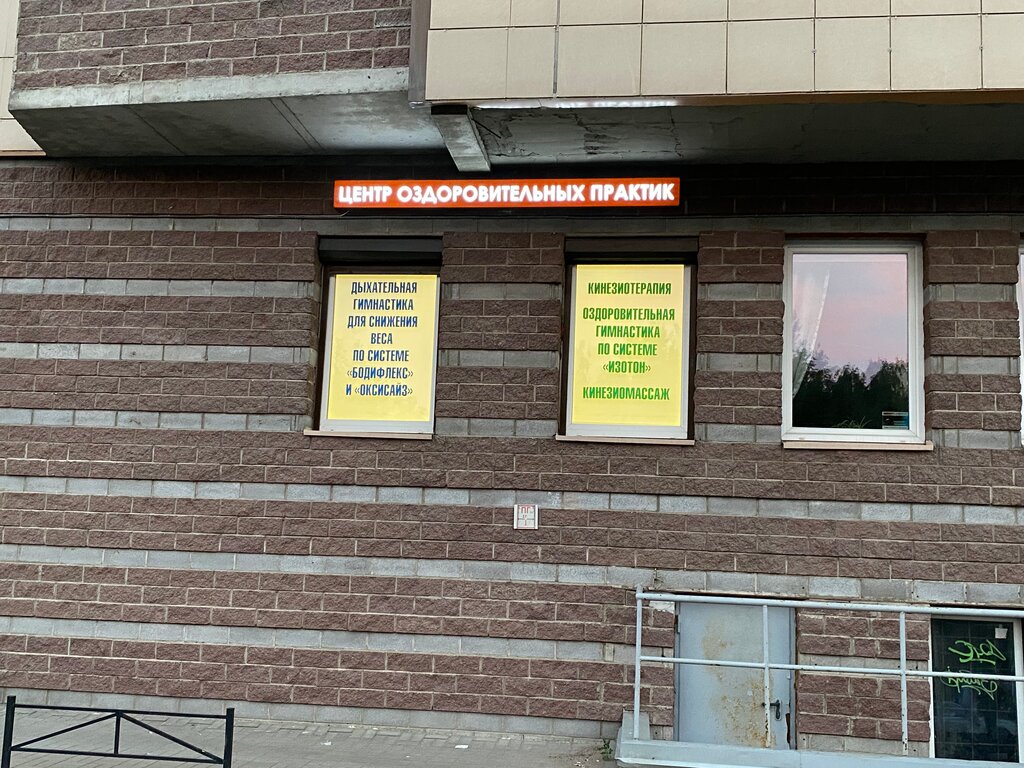 ЦЕНТР ОЗДОРОВИТЕЛЬНЫХ ПРАКТИК
ДЫХАТЕЛЬНАЯ
ГИМНАСТИКА
ДЛЯ СНИЖЕНИЯ
ВЕСА
ПО СИСТЕМЕ
«БОДИФЛЕКС»
И «ОКСИСАЙЗ»
КИНЕЗИОТЕРАПИЯ
ОЗДОРОВИТЕЛЬНАЯ
ГИМНАСТИКА
ПО СИСТЕМЕ
«ИЗОТОН»
КИНЕЗИОМАССАЖ